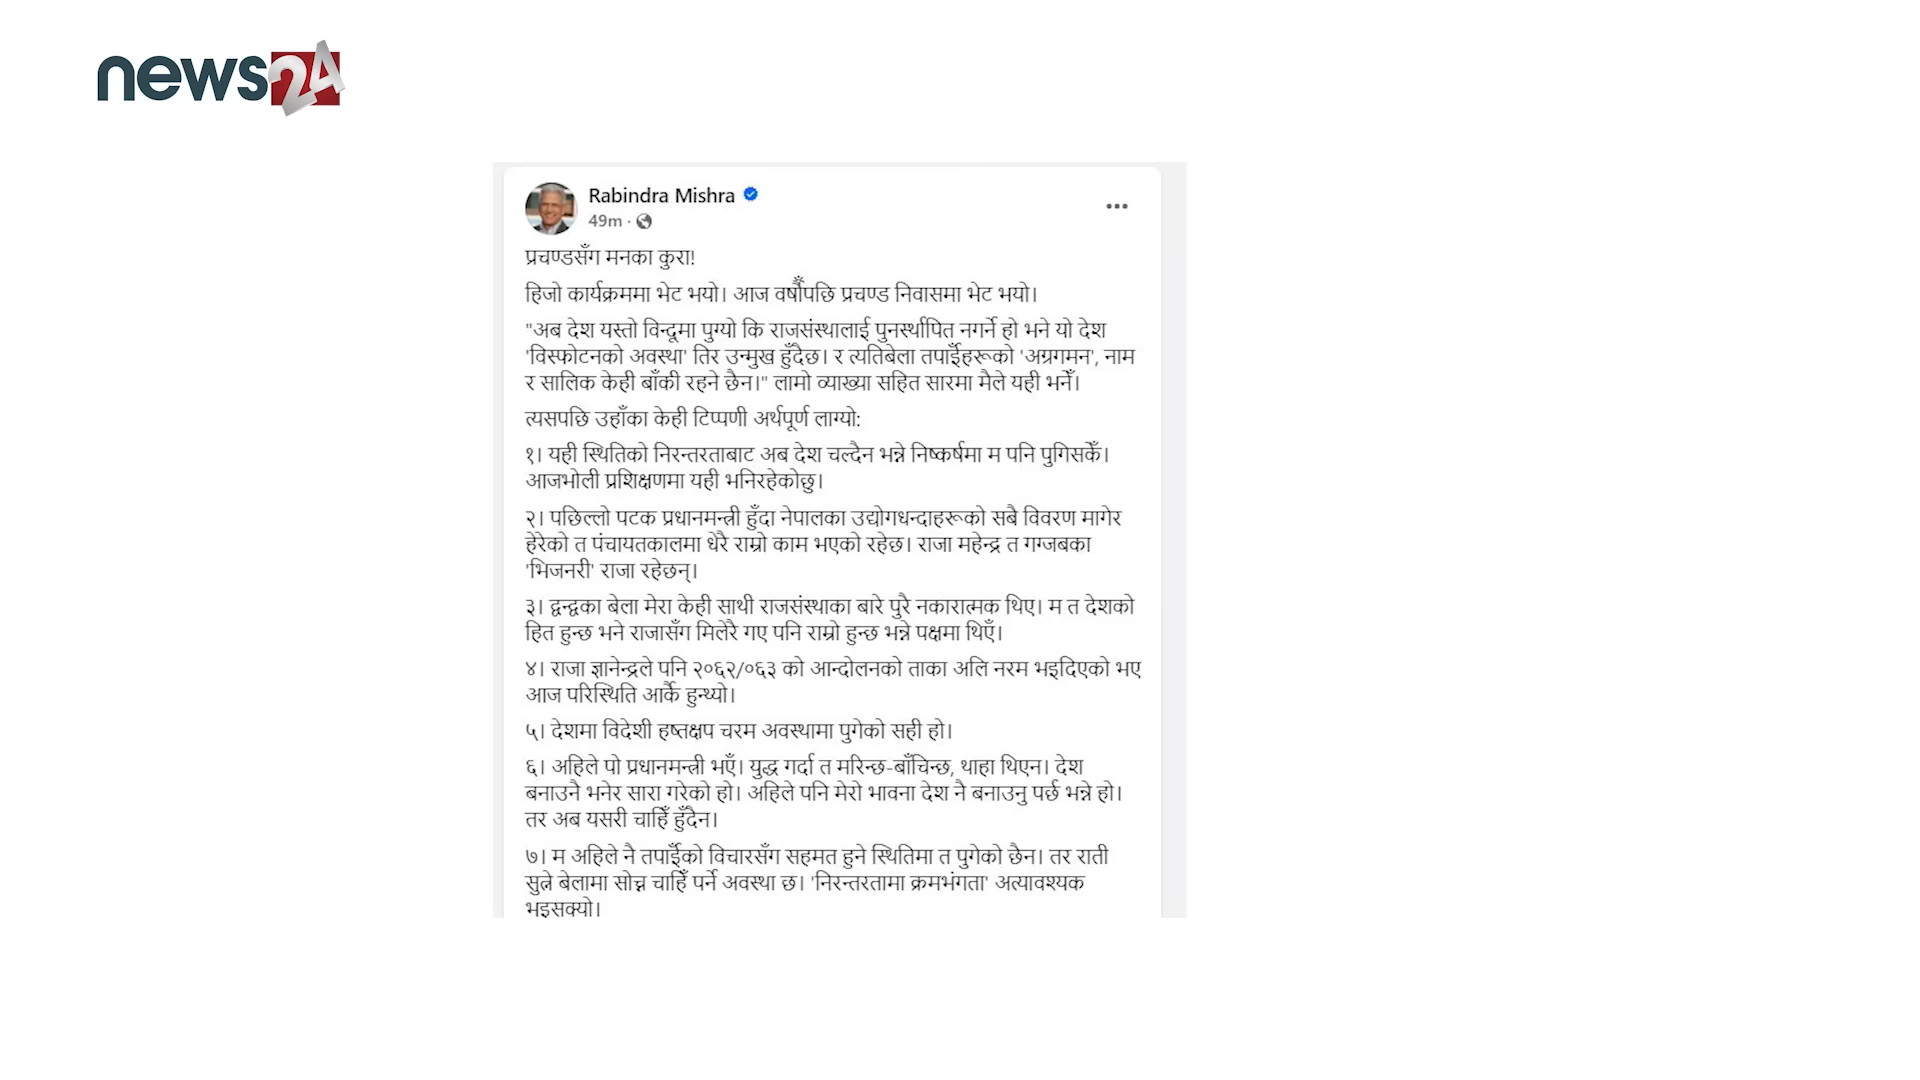 news24
Rabindra Mishra
49m ·
प्रचण्डसँग मनका कुरा!
हिजो कार्यक्रममा भेट भयो। आज वर्षौंपछि प्रचण्ड निवासमा भेट भयो।
"अब देश यस्तो विन्दूमा पुग्यो कि राजसंस्थालाई पुनर्स्थापित नगर्ने हो भने यो देश
'विस्फोटनको अवस्था' तिर उन्मुख हुँदैछ। र त्यतिबेला तपाईँहरूको 'अग्रगमन', नाम
र सालिक केही बाँकी रहने छैन।" लामो व्याख्या सहित सारमा मैले यही भनेँ।
त्यसपछि उहाँका केही टिप्पणी अर्थपूर्ण लाग्यो:
१। यही स्थितिको निरन्तरताबाट अब देश चल्दैन भन्ने निष्कर्षमा म पनि पुगिसकेँ।
आजभोली प्रशिक्षणमा यही भनिरहेकोछु।
२। पछिल्लो पटक प्रधानमन्त्री हुँदा नेपालका उद्योगधन्दाहरूको सबै विवरण मागेर
हेरेको त पंचायतकालमा धेरै राम्रो काम भएको रहेछ। राजा महेन्द्र त गज्जबका
'भिजनरी' राजा रहेछन्।
३। द्वन्द्वका बेला मेरा केही साथी राजसंस्थाका बारे पुरै नकारात्मक थिए। म त देशको
हित हुन्छ भने राजासँग मिलेरै गए पनि राम्रो हुन्छ भन्ने पक्षमा थिएँ।
४। राजा ज्ञानेन्द्रले पनि २०६२/०६३ को आन्दोलनको ताका अलि नरम भइदिएको भए
आज परिस्थिति आर्कै हुन्थ्यो।
५। देशमा विदेशी हष्तक्षप चरम अवस्थामा पुगेको सही हो।
६। अहिले पो प्रधानमन्त्री भएँ। युद्ध गर्दा त मरिन्छ-बाँचिन्छ, थाहा थिएन। देश
बनाउनै भनेर सारा गरेको हो। अहिले पनि मेरो भावना देश नै बनाउनु पर्छ भन्ने हो।
तर अब यसरी चाहिँ हुँदैन।
७। म अहिले नै तपाईँको विचारसँग सहमत हुने स्थितिमा त पुगेको छैन। तर राती
सुत्ने बेलामा सोच्न चाहिँ पर्ने अवस्था छ। 'निरन्तरतामा क्रमभंगता' अत्यावश्यक
भइसक्यो।